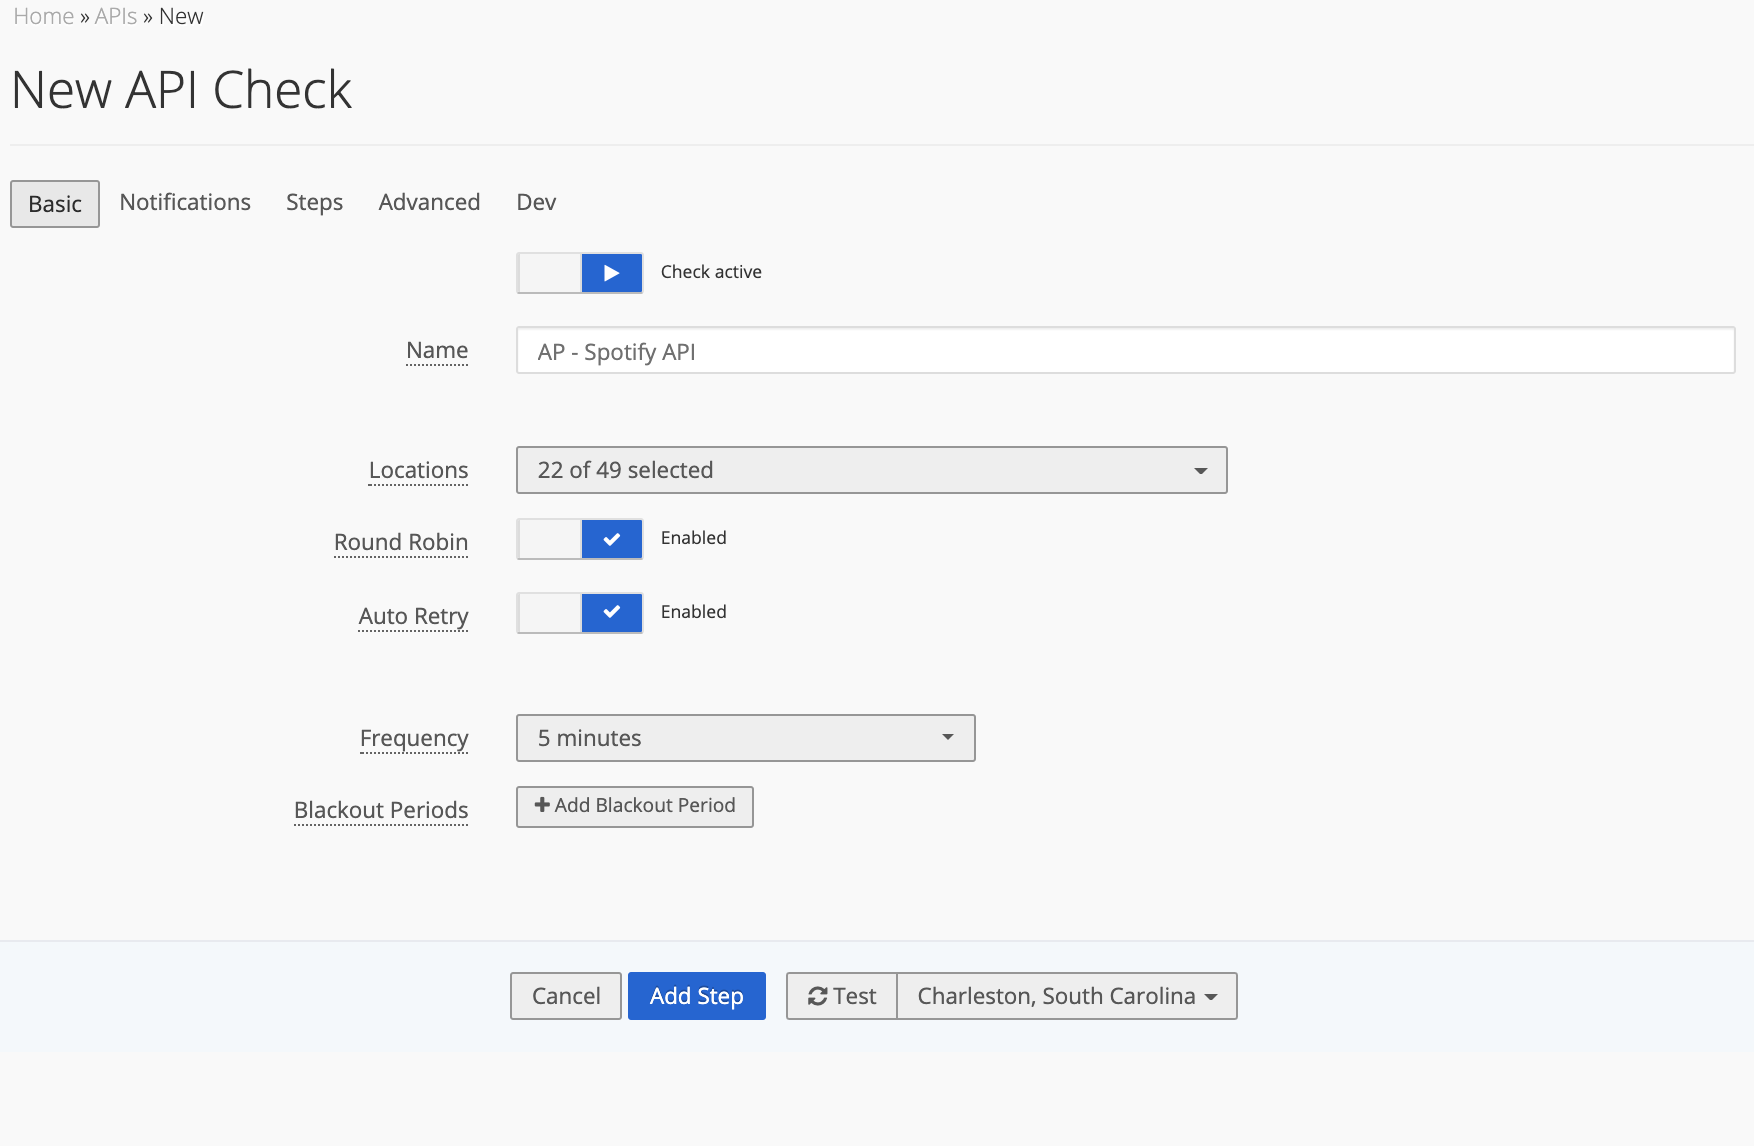 Home » APIs » New
New API Check
Basic Notifications Steps Advanced Dev
Check active
Name AP - Spotify API
Locations 22 of 49 selected
Round Robin Enabled
Auto Retry Enabled
Frequency 5 minutes
Blackout Periods + Add Blackout Period
Cancel Add Step Test Charleston, South Carolina